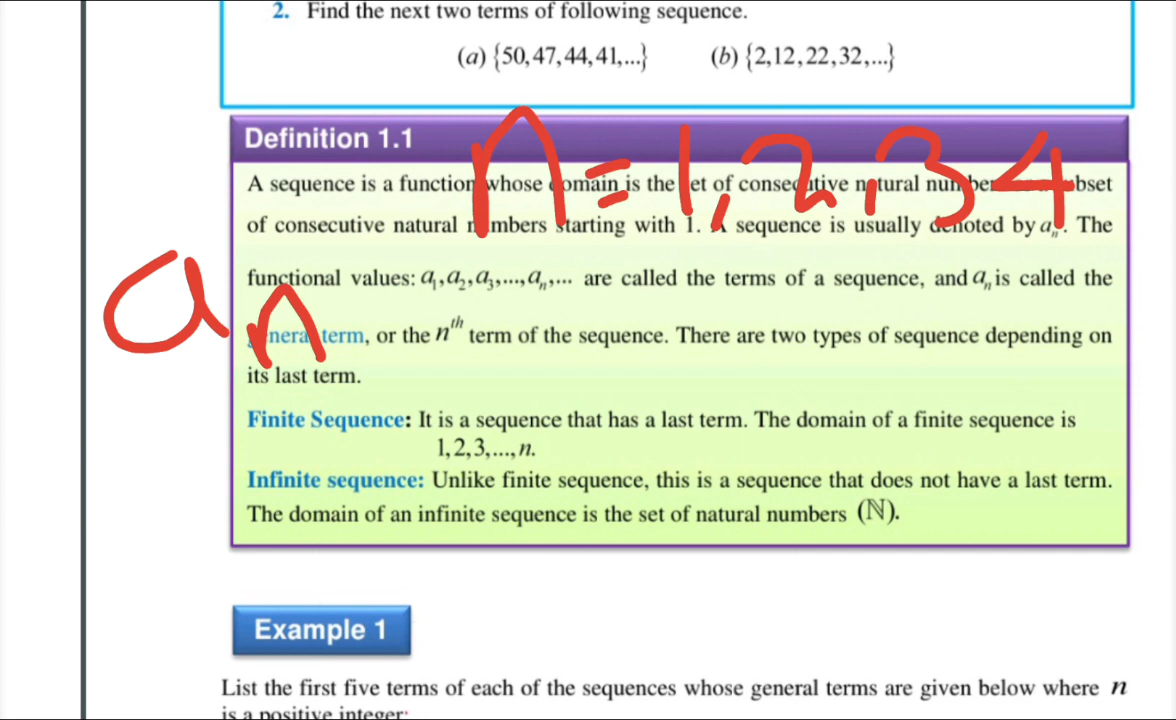 2. Find the next two terms of following sequence.
(a) {50,47,44,41,...} (b) {2,12,22,32,...}
Definition 1.1
n = 1, 2, 3 4
A sequence is a function whose domain is the set of consecutive natural numbers subset
of consecutive natural numbers starting with 1. A sequence is usually denoted by aₙ. The
functional values: a₁,a₂,a₃,...,aₙ,... are called the terms of a sequence, and aₙ is called the
an
general term, or the nᵗʰ term of the sequence. There are two types of sequence depending on
its last term.
Finite Sequence: It is a sequence that has a last term. The domain of a finite sequence is
1,2,3,...,n.
Infinite sequence: Unlike finite sequence, this is a sequence that does not have a last term.
The domain of an infinite sequence is the set of natural numbers (ℕ).
Example 1
List the first five terms of each of the sequences whose general terms are given below where n
is a positive integer: